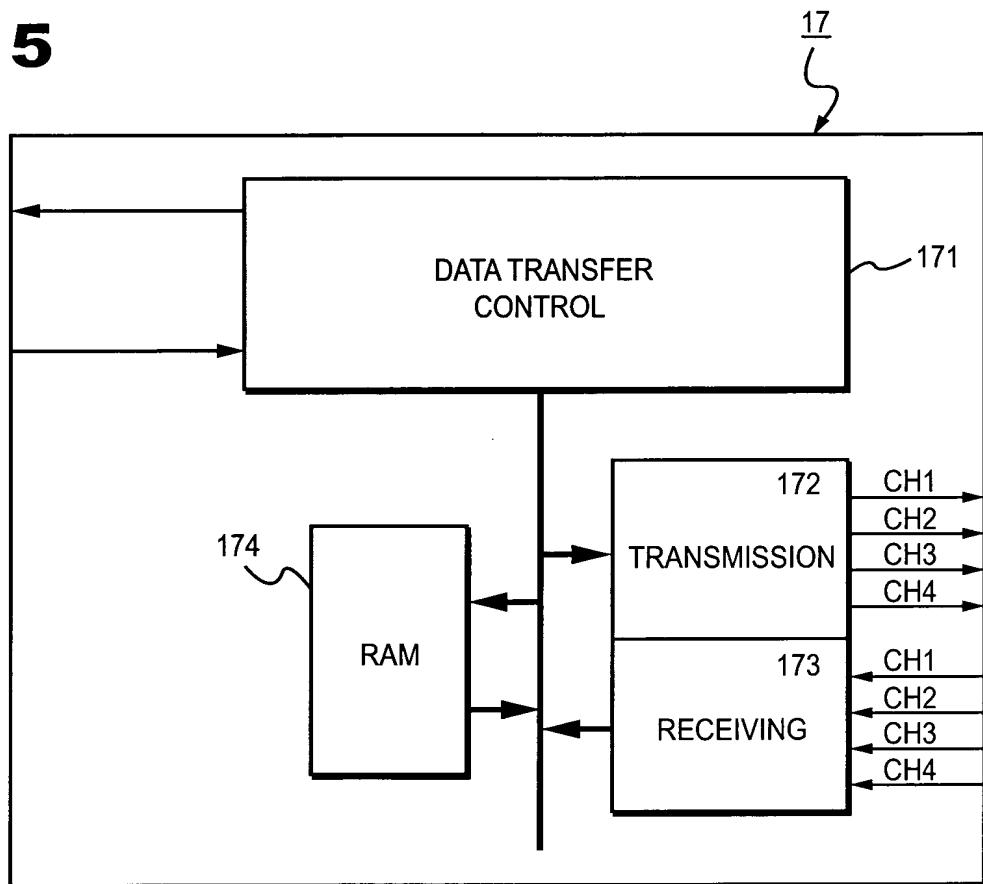 5
17
DATA TRANSFER
CONTROL
171
172
TRANSMISSION
CH1
CH2
CH3
CH4
174
RAM
173
RECEIVING
CH1
CH2
CH3
CH4